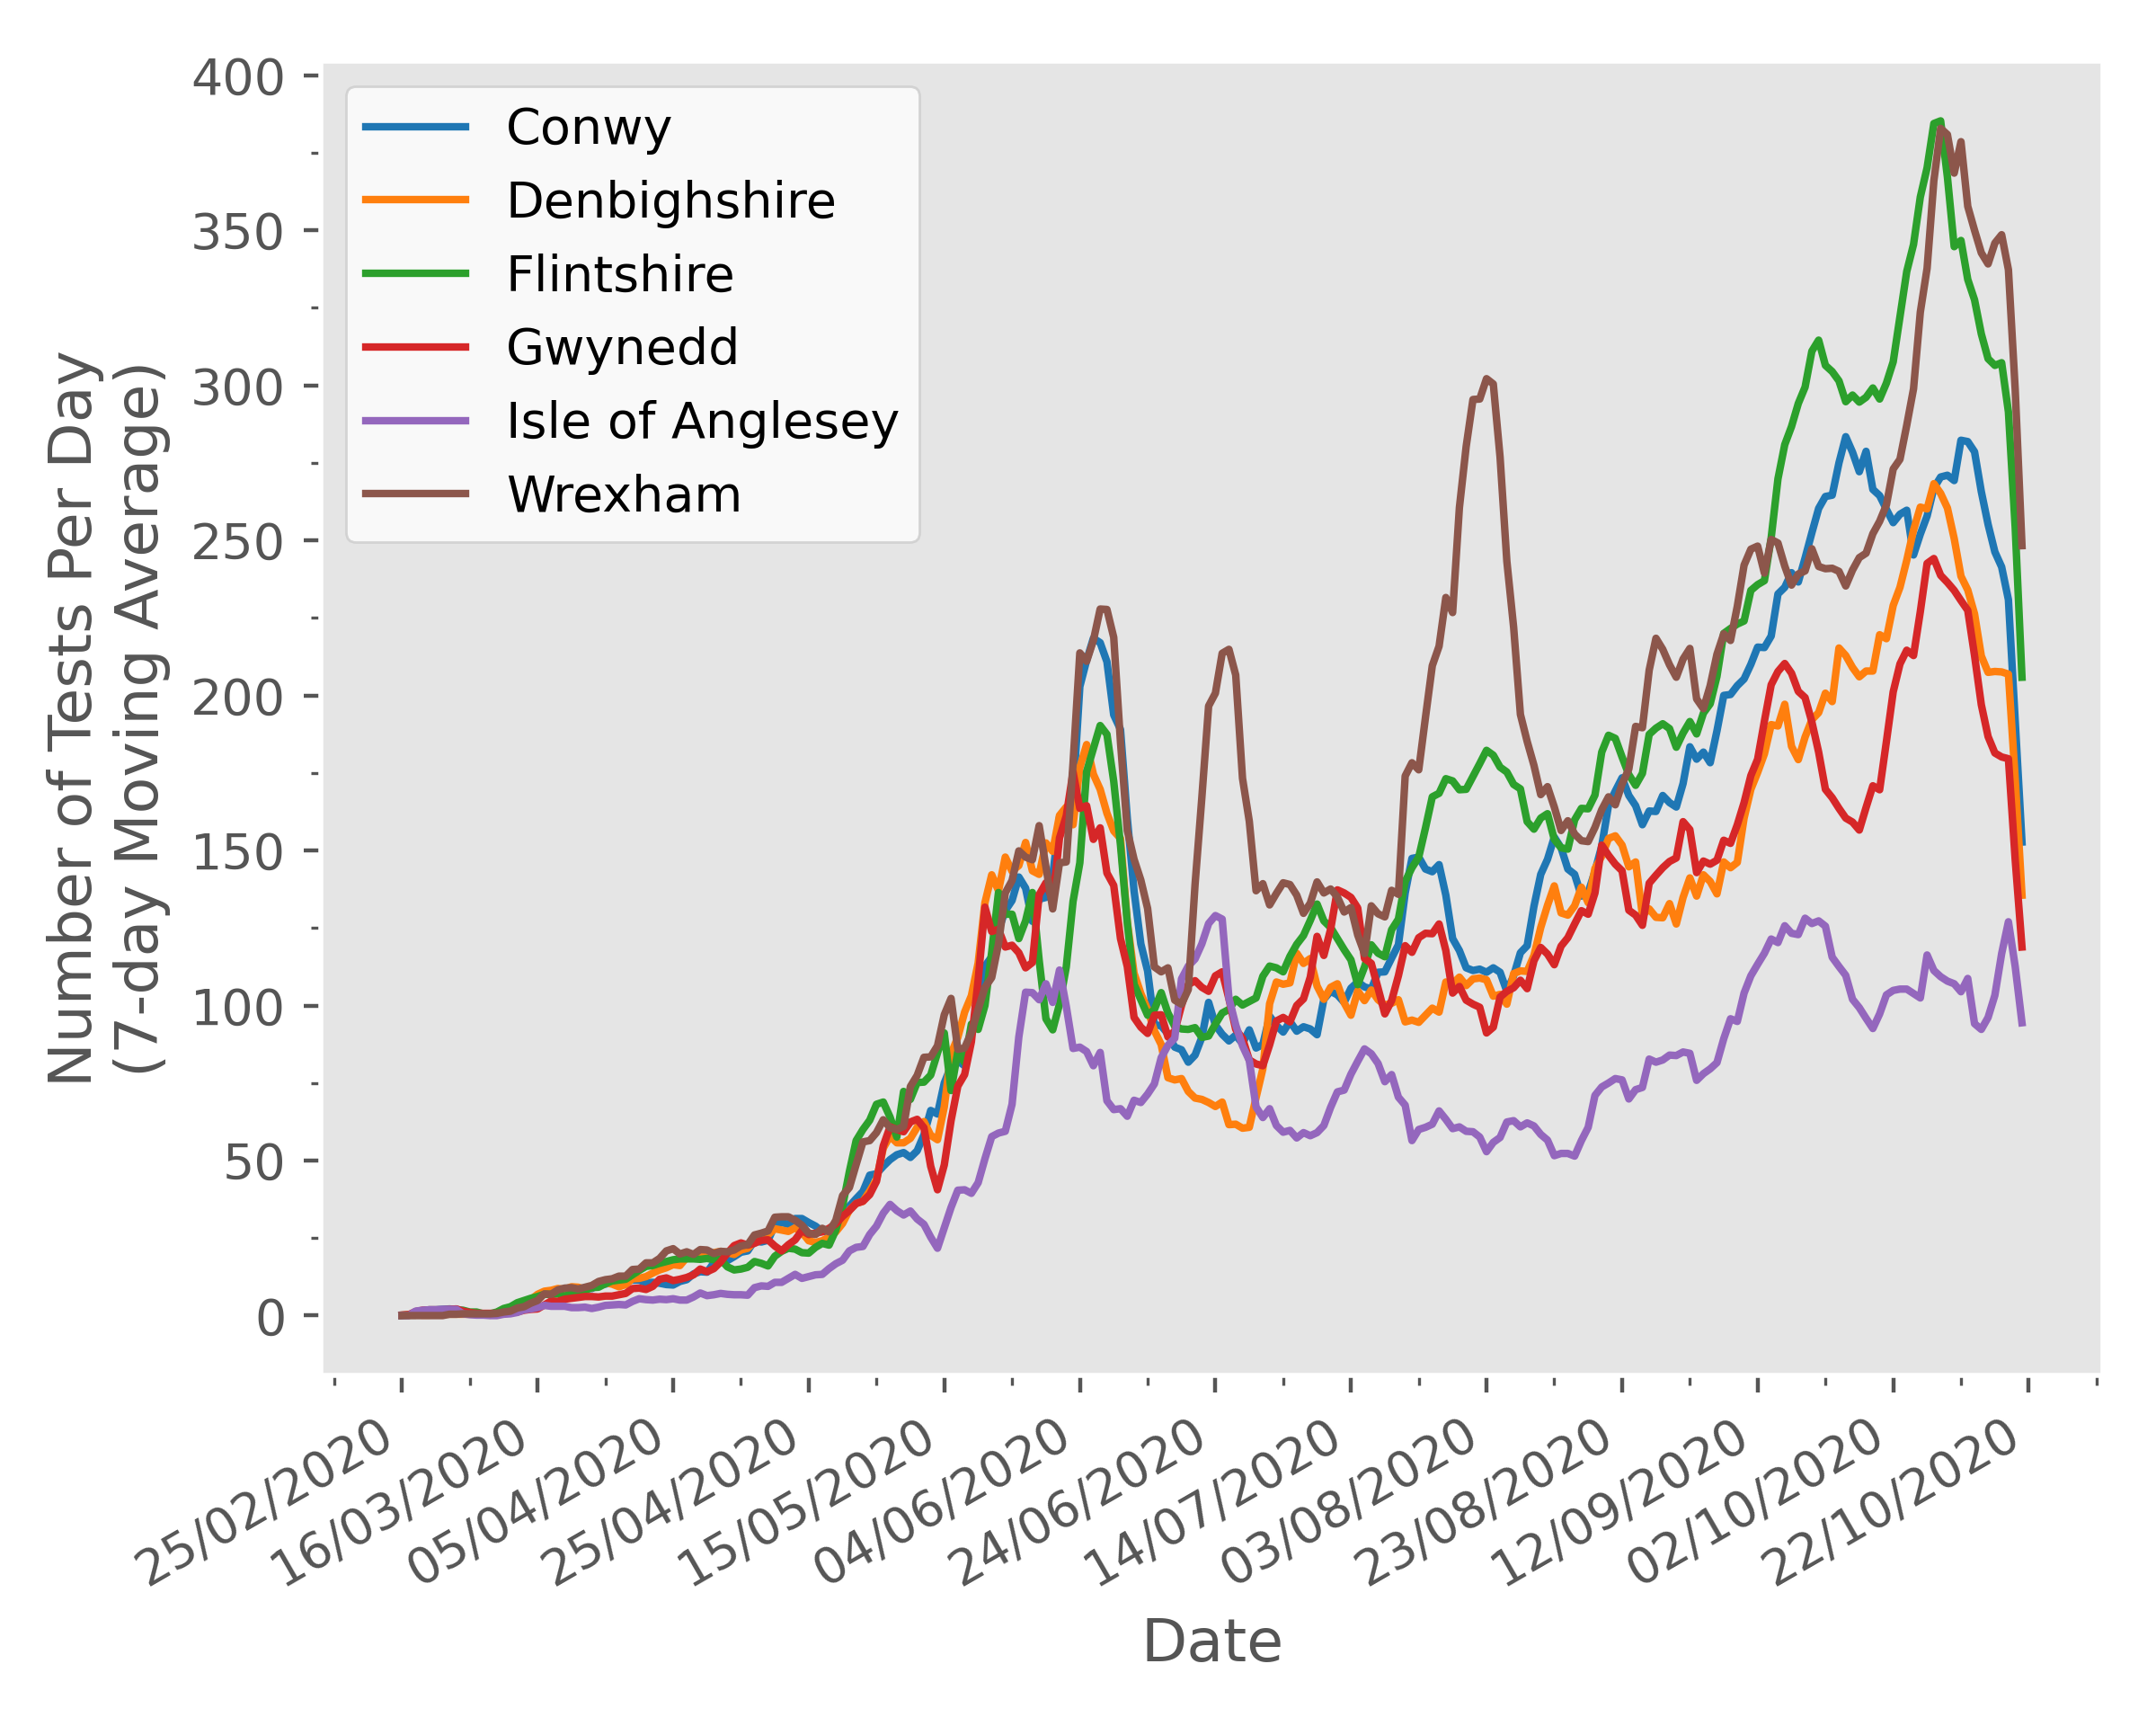 Number of Tests Per Day
(7-day Moving Average)
400
350
300
250
200
150
100
50
0
Conwy
Denbighshire
Flintshire
Gwynedd
Isle of Anglesey
Wrexham
25/02/2020
16/03/2020
05/04/2020
25/04/2020
15/05/2020
04/06/2020
24/06/2020
14/07/2020
03/08/2020
23/08/2020
12/09/2020
02/10/2020
22/10/2020
Date